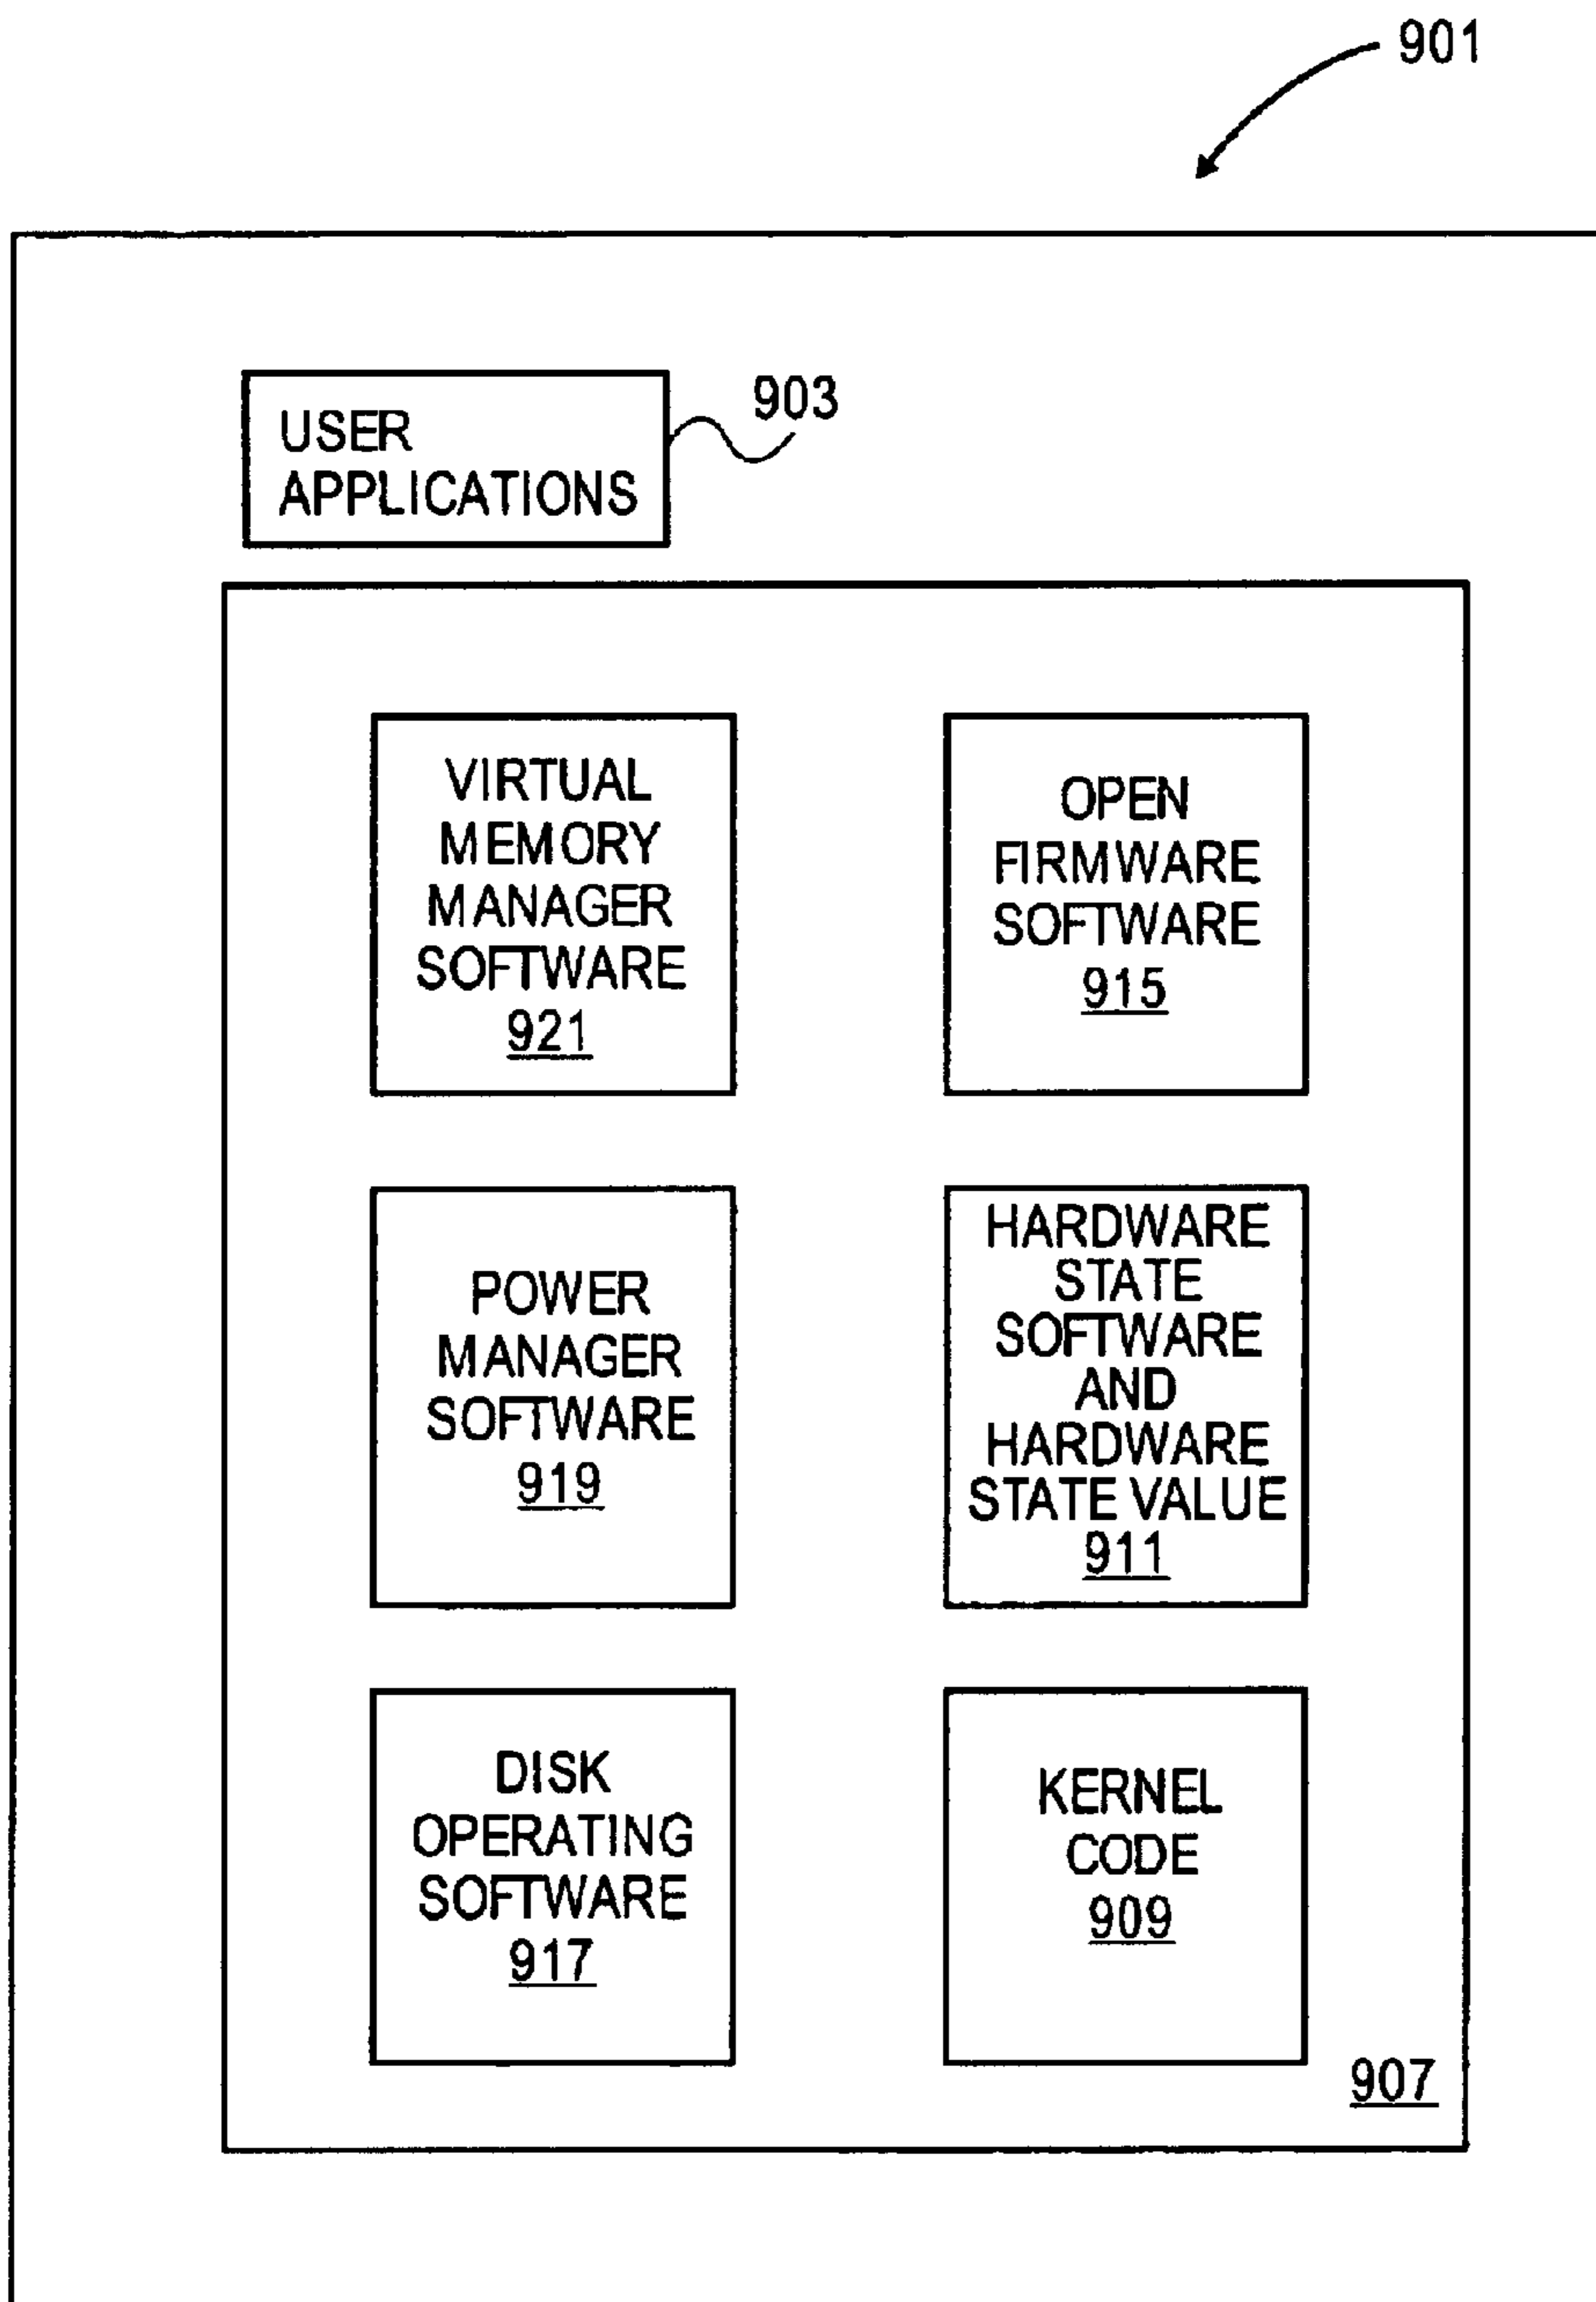 901
903
USER
APPLICATIONS
VIRTUAL
MEMORY
MANAGER
SOFTWARE
921
OPEN
FIRMWARE
SOFTWARE
915
POWER
MANAGER
SOFTWARE
919
HARDWARE
STATE
SOFTWARE
AND
HARDWARE
STATE VALUE
911
DISK
OPERATING
SOFTWARE
917
KERNEL
CODE
909
907